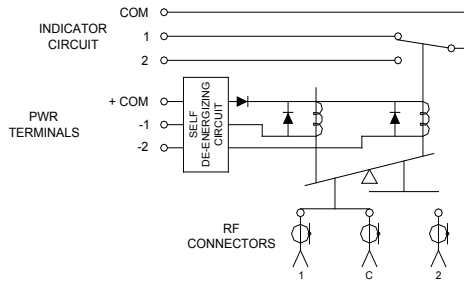 COM
INDICATOR
CIRCUIT
1
2
PWR
TERMINALS
+ COM
-1
-2
SELF
DE-ENERGIZING
CIRCUIT
RF
CONNECTORS
1
C
2